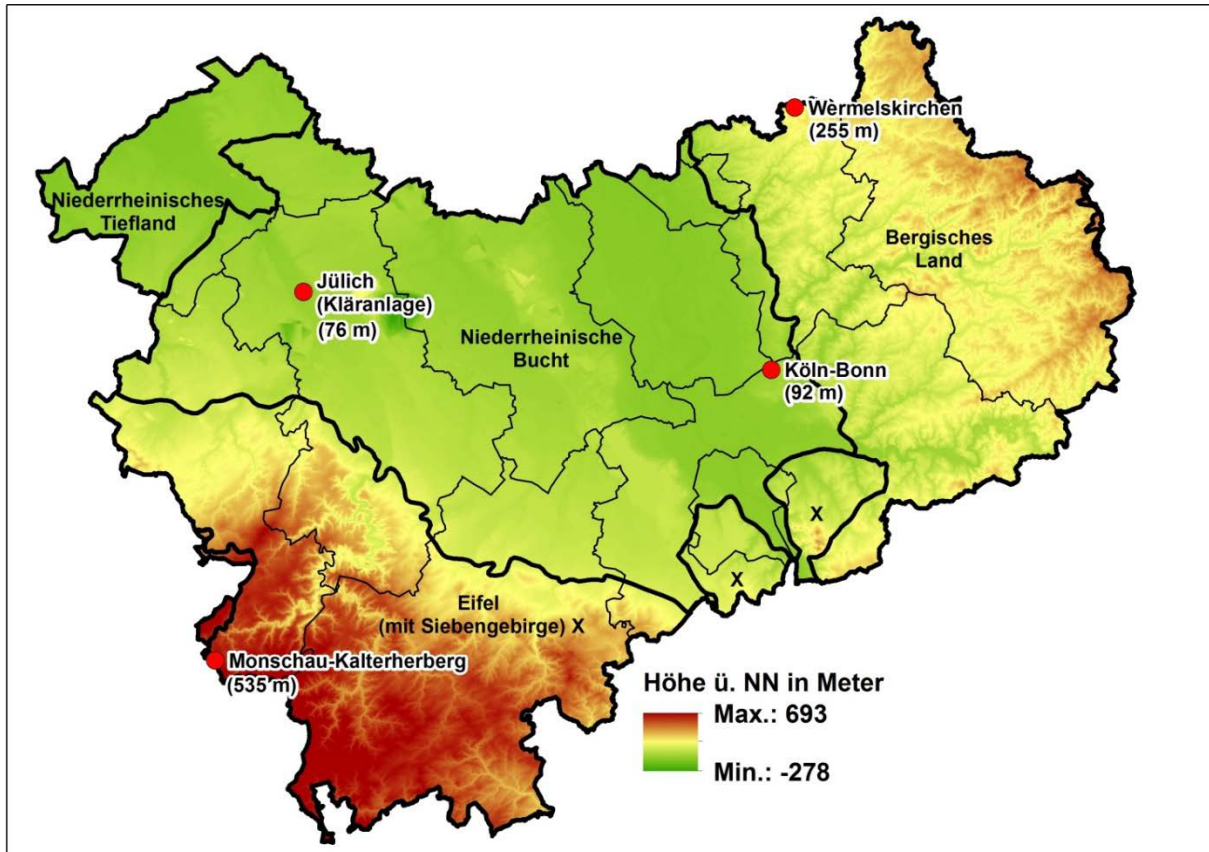 Wermelskirchen
(255 m)
Niederrheinisches
Tiefland
Bergisches
Land
Jülich
(Kläranlage)
(76 m)
Niederrheinische
Bucht
Köln-Bonn
(92 m)
X
X
Eifel
(mit Siebengebirge) X
Monschau-Kalterherberg
(535 m)
Höhe ü. NN in Meter
Max.: 693
Min.: -278